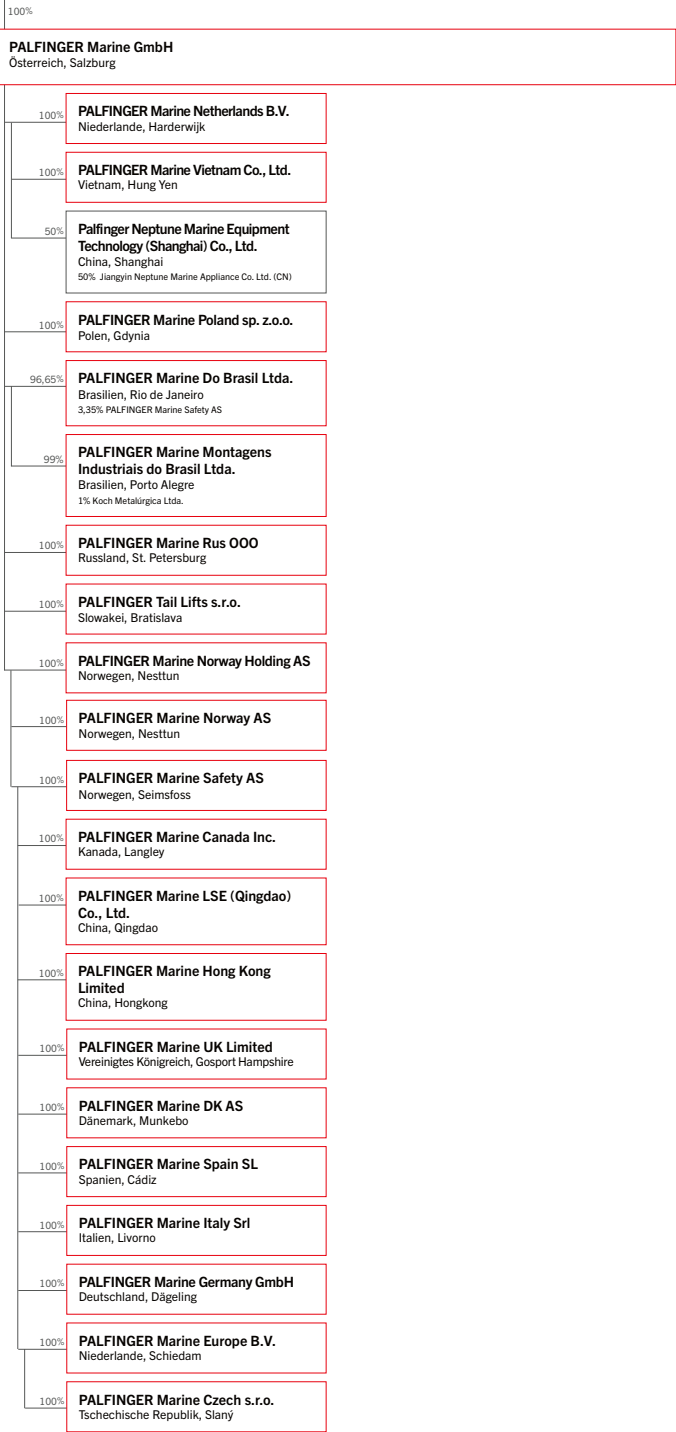 100%
PALFINGER Marine GmbH
Österreich, Salzburg
100%
PALFINGER Marine Netherlands B.V.
Niederlande, Harderwijk
100%
PALFINGER Marine Vietnam Co., Ltd.
Vietnam, Hung Yen
50%
Palfinger Neptune Marine Equipment
Technology (Shanghai) Co., Ltd.
China, Shanghai
50% Jiangyin Neptune Marine Appliance Co. Ltd. (CN)
100%
PALFINGER Marine Poland sp. z.o.o.
Polen, Gdynia
96,65%
PALFINGER Marine Do Brasil Ltda.
Brasilien, Rio de Janeiro
3,35% PALFINGER Marine Safety AS
99%
PALFINGER Marine Montagens
Industriais do Brasil Ltda.
Brasilien, Porto Alegre
1% Koch Metalúrgica Ltda.
100%
PALFINGER Marine Rus OOO
Russland, St. Petersburg
100%
PALFINGER Tail Lifts s.r.o.
Slowakei, Bratislava
100%
PALFINGER Marine Norway Holding AS
Norwegen, Nesttun
100%
PALFINGER Marine Norway AS
Norwegen, Nesttun
100%
PALFINGER Marine Safety AS
Norwegen, Seimsfoss
100%
PALFINGER Marine Canada Inc.
Kanada, Langley
100%
PALFINGER Marine LSE (Qingdao)
Co., Ltd.
China, Qingdao
100%
PALFINGER Marine Hong Kong
Limited
China, Hongkong
100%
PALFINGER Marine UK Limited
Vereinigtes Königreich, Gosport Hampshire
100%
PALFINGER Marine DK AS
Dänemark, Munkebo
100%
PALFINGER Marine Spain SL
Spanien, Cádiz
100%
PALFINGER Marine Italy Srl
Italien, Livorno
100%
PALFINGER Marine Germany GmbH
Deutschland, Dägeling
100%
PALFINGER Marine Europe B.V.
Niederlande, Schiedam
100%
PALFINGER Marine Czech s.r.o.
Tschechische Republik, Slaný